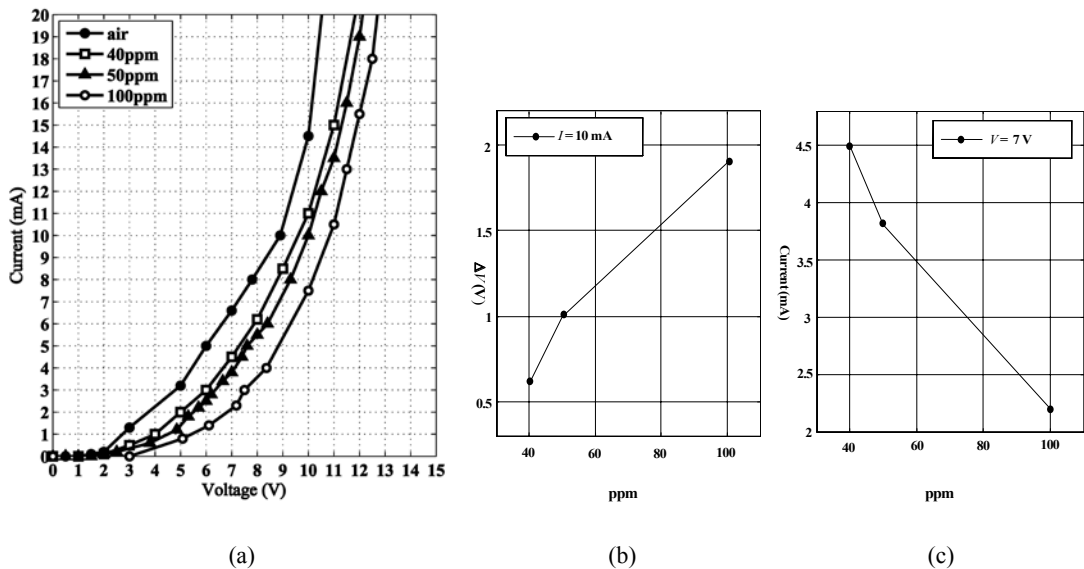 20
19
18
17
16
15
14
13
12
11
10
9
8
7
6
5
4
3
2
1
0
Current (mA)
air
40ppm
50ppm
100ppm
0 1 2 3 4 5 6 7 8 9 10 11 12 13 14 15
Voltage (V)
(a)
I = 10 mA
2
1.5
1
0.5
ΔV (V)
40 60 80 100
ppm
(b)
V = 7 V
4.5
4
3.5
3
2.5
2
Current (mA)
40 60 80 100
ppm
(c)